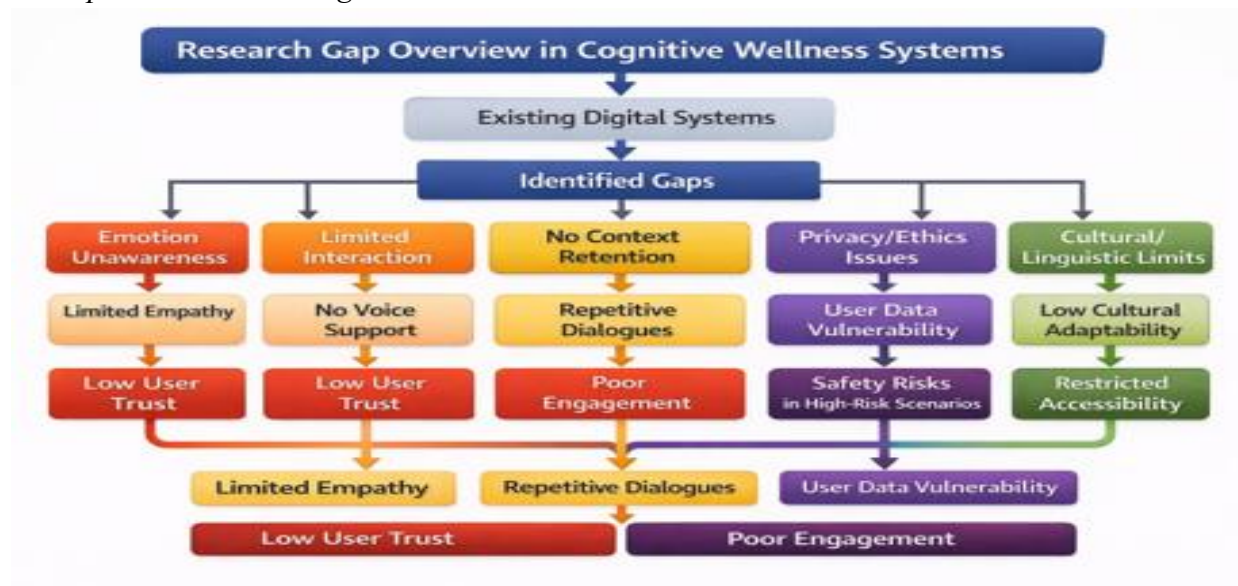 Research Gap Overview in Cognitive Wellness Systems
Existing Digital Systems
Identified Gaps
Emotion
Unawareness
Limited
Interaction
No Context
Retention
Privacy/Ethics
Issues
Cultural/
Linguistic Limits
Limited Empathy
No Voice
Support
Repetitive
Dialogues
User Data
Vulnerability
Low Cultural
Adaptability
Low User
Trust
Low User
Trust
Poor
Engagement
Safety Risks
in High-Risk Scenarios
Restricted
Accessibility
Limited Empathy
Repetitive Dialogues
User Data Vulnerability
Low User Trust
Poor Engagement